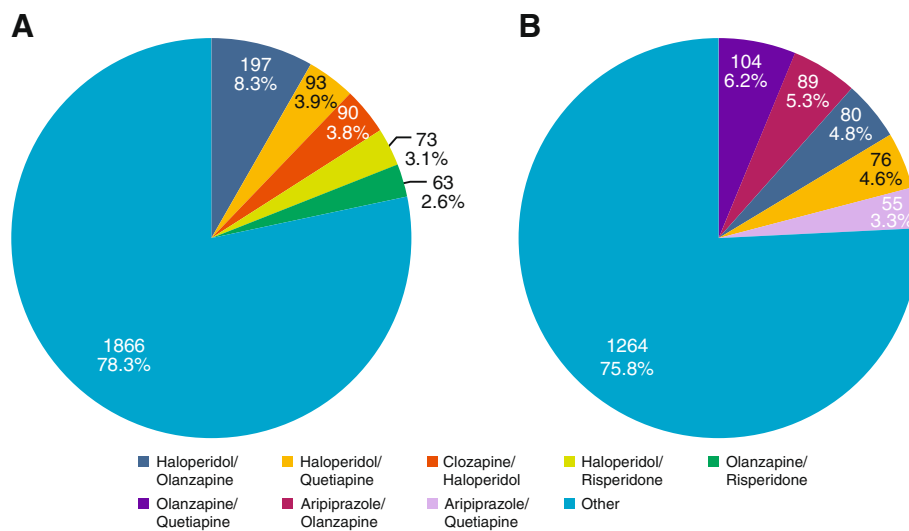 A
B
197
8.3%
93
3.9%
90
3.8%
73
3.1%
63
2.6%
1866
78.3%
104
6.2%
89
5.3%
80
4.8%
76
4.6%
55
3.3%
1264
75.8%
Haloperidol/
Olanzapine
Haloperidol/
Quetiapine
Clozapine/
Haloperidol
Haloperidol/
Risperidone
Olanzapine/
Risperidone
Olanzapine/
Quetiapine
Aripiprazole/
Olanzapine
Aripiprazole/
Quetiapine
Other